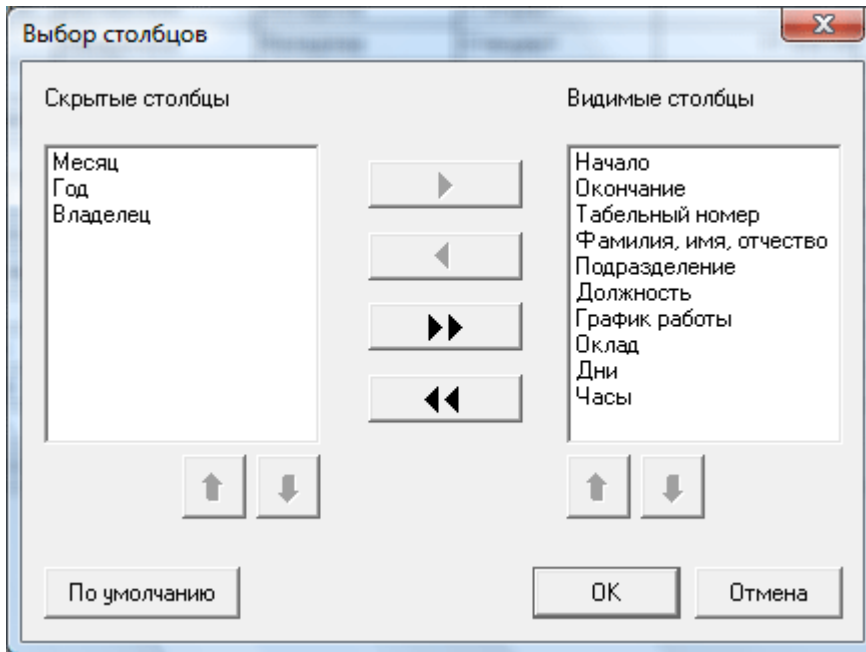 Выбор столбцов
Скрытые столбцы
Месяц
Год
Владелец
Видимые столбцы
Начало
Окончание
Табельный номер
Фамилия, имя, отчество
Подразделение
Должность
График работы
Оклад
Дни
Часы
По умолчанию
OK
Отмена